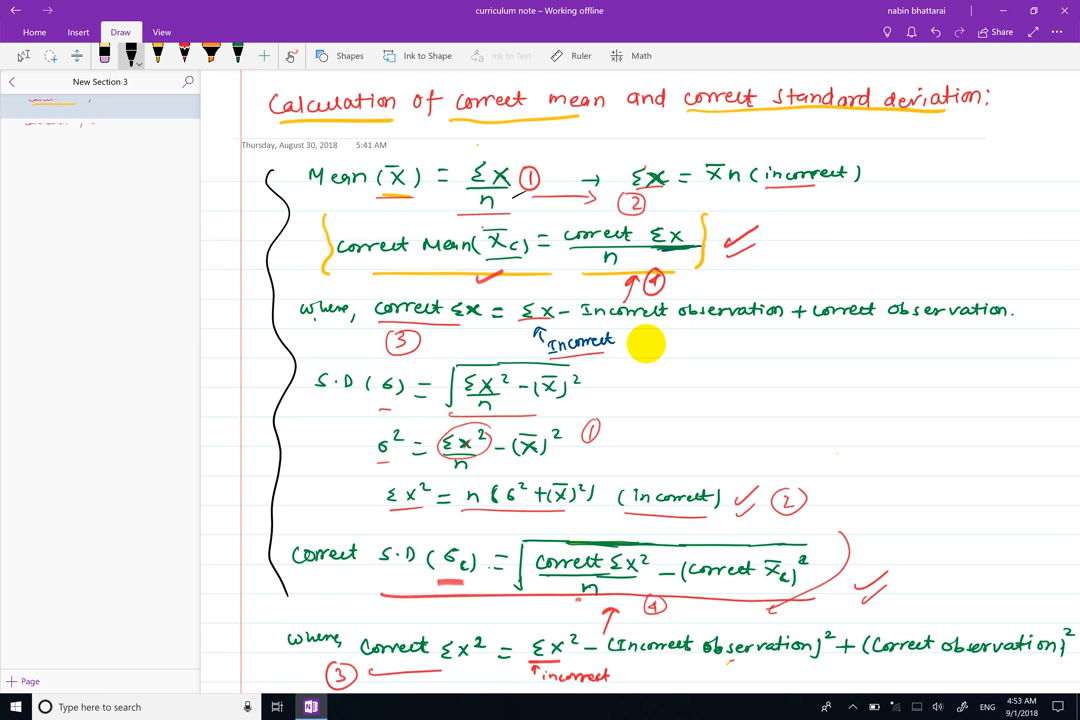 curriculum note – Working offline
nabin bhattarai
Home Insert Draw View
Share
Shapes Ink to Shape Ink to Text Ruler Math
New Section 3
Calculation of correct mean and correct standard deviation:
Thursday, August 30, 2018 5:41 AM
Mean (x̄) = Σx/n ① → Σx = x̄n (incorrect)
②
Correct Mean (x̄c) = correct Σx/n
④
where, correct Σx = Σx - Incorrect observation + Correct observation.
③ Incorrect
S.D (σ) = √(Σx²/n - (x̄)²)
σ² = Σx²/n - (x̄)² ①
Σx² = n(σ² + (x̄)²) (incorrect) ②
Correct S.D (σc) = √(correct Σx²/n - (correct x̄c)²)
④
where, correct Σx² = Σx² - (Incorrect observation)² + (Correct observation)²
③ incorrect
Page
Type here to search
ENG
4:53 AM
9/1/2018